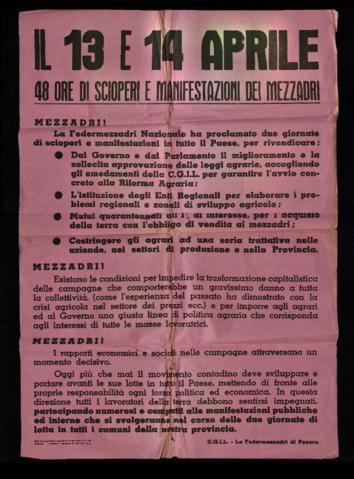 IL 13 E 14 APRILE
48 ORE DI SCIOPERI E MANIFESTAZIONI DEI MEZZADRI
MEZZADRI!
La Federmezzadri Nazionale ha proclamato due giornate
di scioperi e manifestazioni in tutto il Paese, per rivendicare:
● Dal Governo e dal Parlamento il miglioramento e la
sollecita approvazione delle leggi agrarie, accogliendo
gli emedamenti della C.G.I.L. per garantire l'avvio con-
creto alla Riforma Agraria;
● L'istituzione degli Enti Regionali per elaborare i pro-
blemi regionali e zonali di sviluppo agricolo;
● Mutui quarantennali all'1% di interesse, per l'acquisto
della terra con l'obbligo di vendita ai mezzadri;
● Costringere gli agrari ad una seria trattativa nelle
aziende, nei settori di produzione e nella Provincia.
MEZZADRI!
Esistono le condizioni per impedire la trasformazione capitalistica
delle campagne che comporterebbe un gravissimo danno a tutta
la collettività, (come l'esperienza del passato ha dimostrato con la
crisi agricola nel settore dei prezzi ecc.) e per imporre agli agrari
ed al Governo una giusta linea di politica agraria che corrisponda
agli interessi di tutte le masse lavoratrici.
MEZZADRI!
I rapporti economici e sociali nelle campagne attraversano un
momento decisivo.
Oggi più che mai il movimento contadino deve sviluppare e
portare avanti le sue lotte in tutto il Paese, mettendo di fronte alle
proprie responsabilità ogni forza politica ed economica. In questa
direzione tutti i lavoratori della terra debbono sentirsi impegnati,
partecipando numerosi e compatti alle manifestazioni pubbliche
ed interne che si svolgeranno nel corso delle due giornate di
lotta in tutti i comuni della nostra provincia.
C.G.I.L. - La Federmezzadri di Pesaro